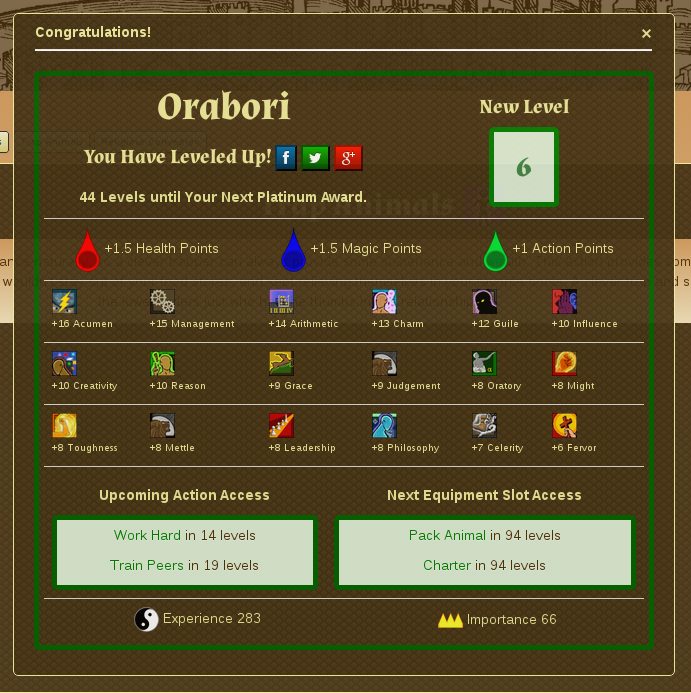 Congratulations! ×
Orabori
New Level
You Have Leveled Up! f g+
6
44 Levels until Your Next Platinum Award.
+1.5 Health Points +1.5 Magic Points +1 Action Points
+16 Acumen +15 Management +14 Arithmetic +13 Charm +12 Guile +10 Influence
+10 Creativity +10 Reason +9 Grace +9 Judgement +8 Oratory +8 Might
+8 Toughness +8 Mettle +8 Leadership +8 Philosophy +7 Celerity +6 Fervor
Upcoming Action Access Next Equipment Slot Access
Work Hard in 14 levels Pack Animal in 94 levels
Train Peers in 19 levels Charter in 94 levels
Experience 283 Importance 66